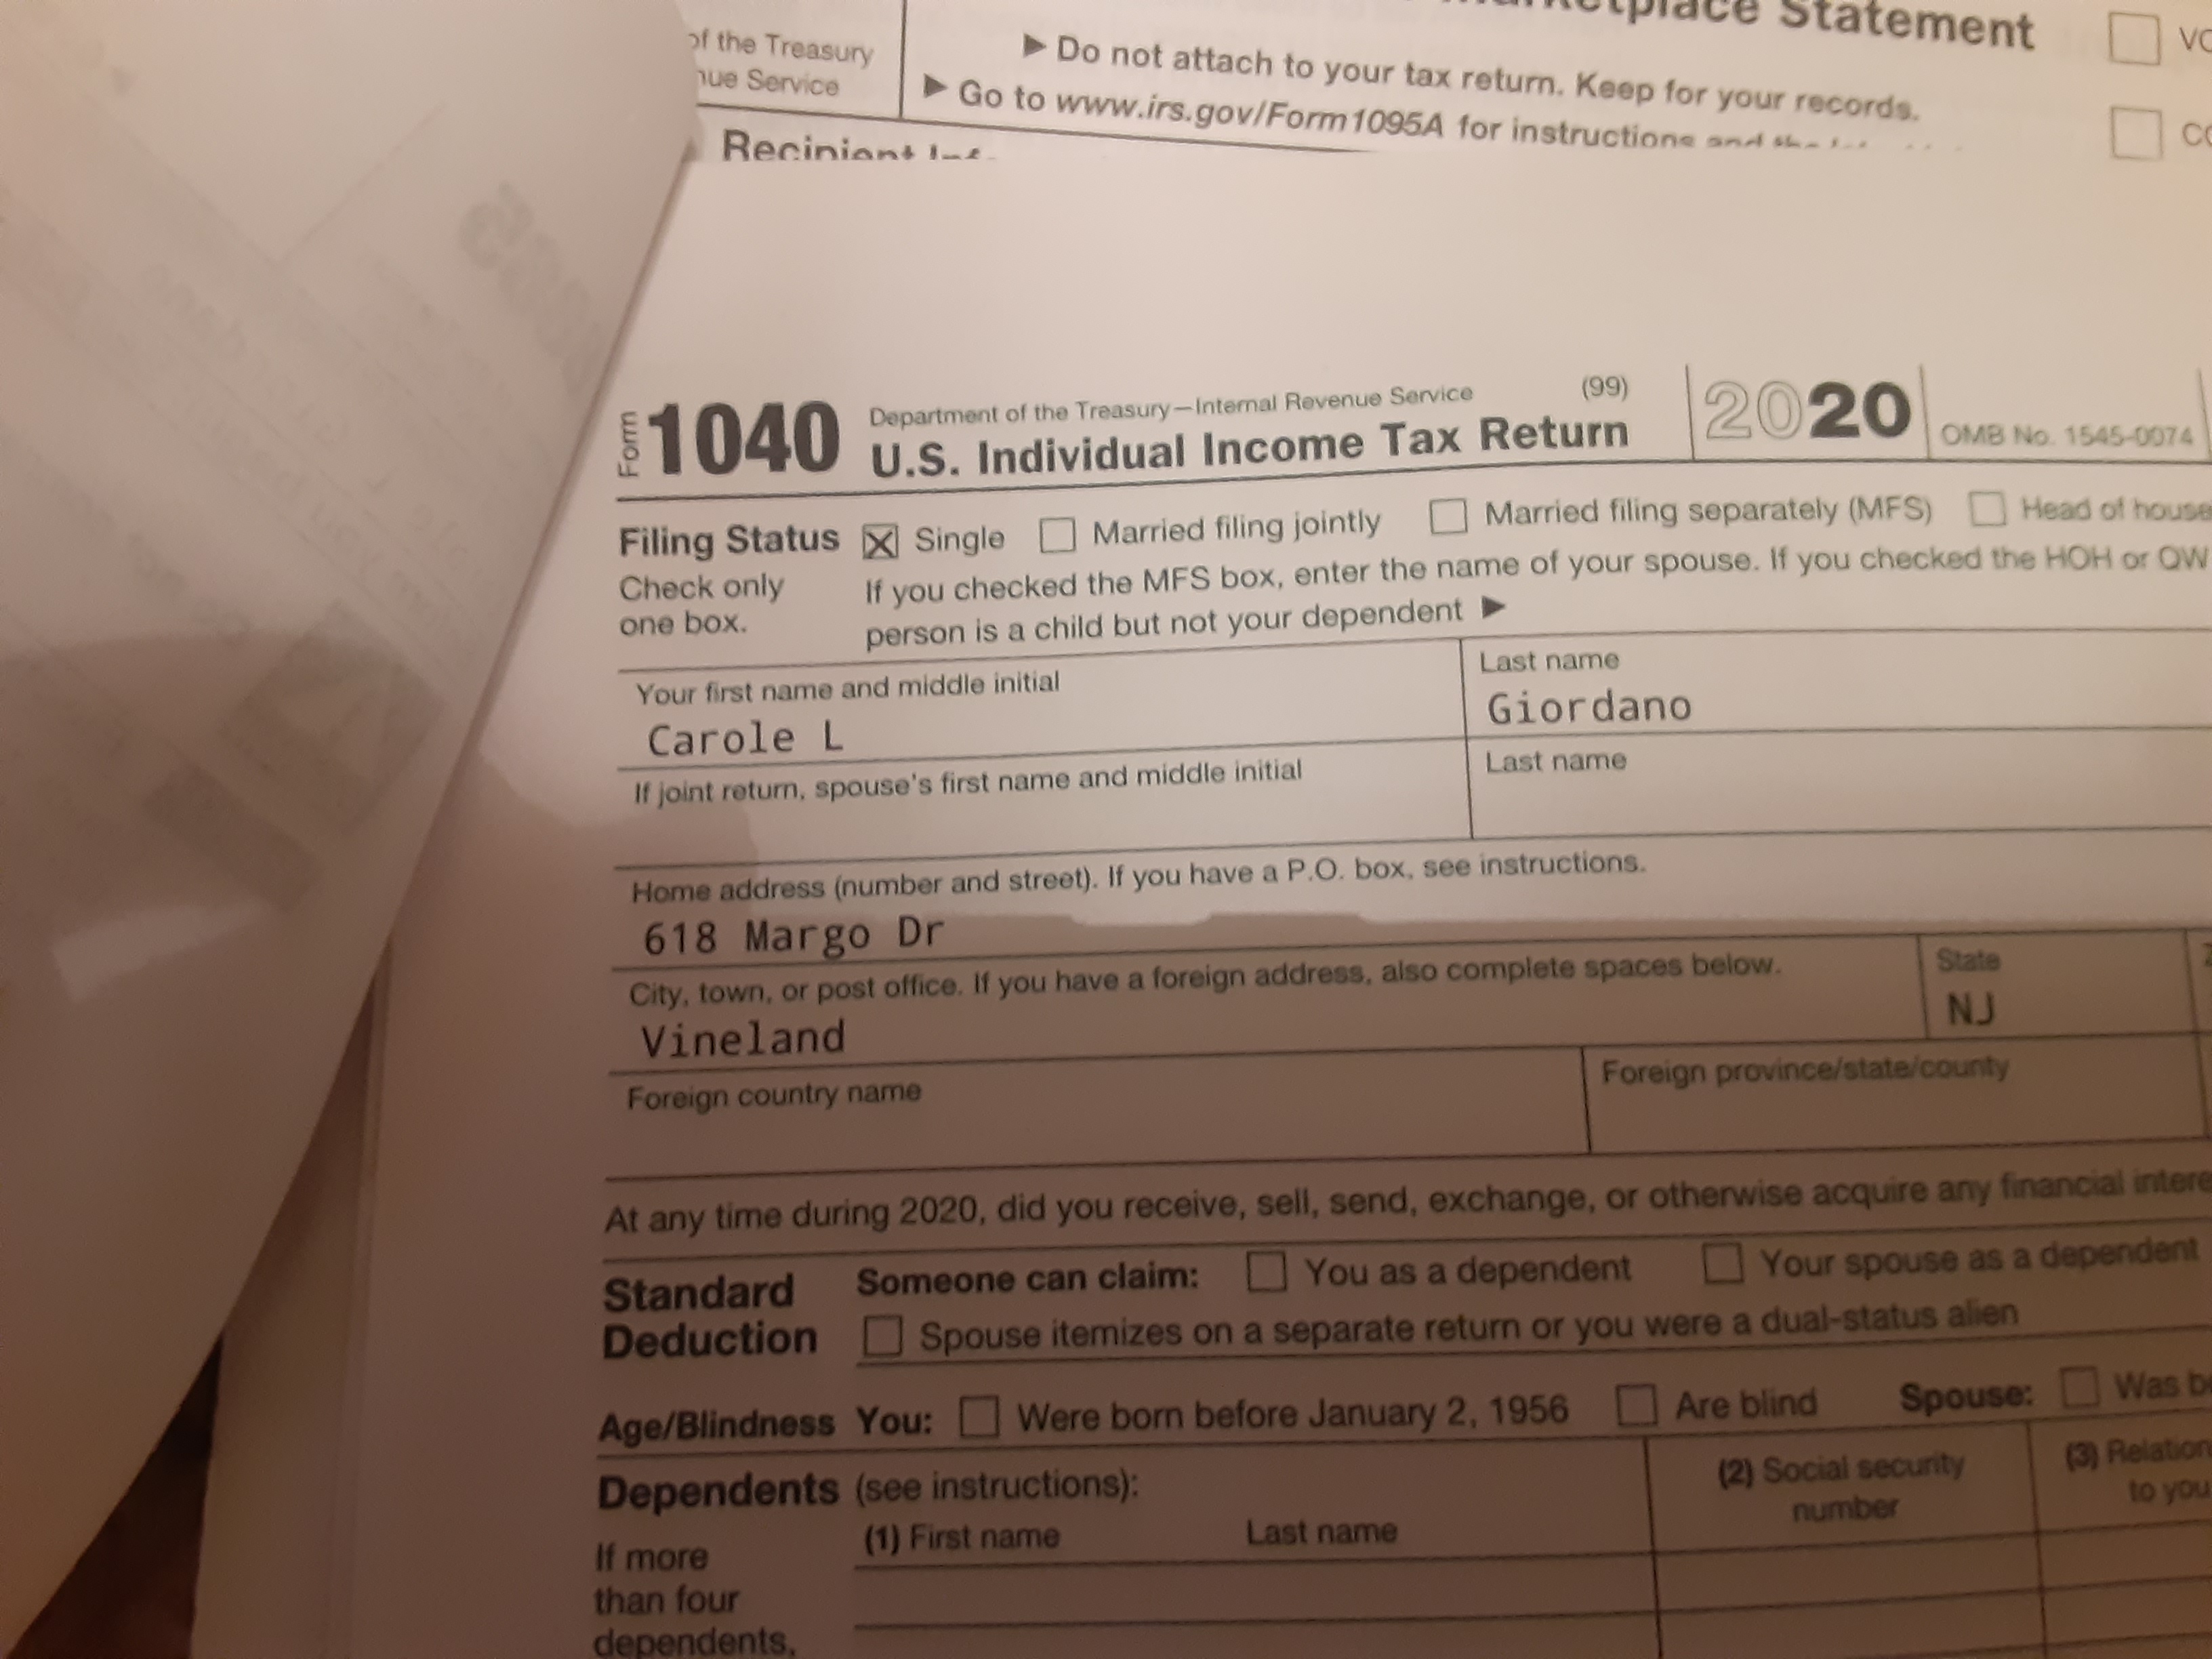 Marketplace Statement
of the Treasury
nue Service
▶ Do not attach to your tax return. Keep for your records.
▶ Go to www.irs.gov/Form1095A for instructions and the
VO
CO
Recipient Inf
Form 1040 Department of the Treasury—Internal Revenue Service (99)
U.S. Individual Income Tax Return 2020 OMB No. 1545-0074
Filing Status ☒ Single ☐ Married filing jointly ☐ Married filing separately (MFS) ☐ Head of house
Check only
one box.
If you checked the MFS box, enter the name of your spouse. If you checked the HOH or QW
person is a child but not your dependent ▶
Your first name and middle initial Last name
Carole L Giordano
If joint return, spouse's first name and middle initial Last name
Home address (number and street). If you have a P.O. box, see instructions.
618 Margo Dr
City, town, or post office. If you have a foreign address, also complete spaces below. State
Vineland NJ
Foreign country name Foreign province/state/county
At any time during 2020, did you receive, sell, send, exchange, or otherwise acquire any financial intere
Standard
Deduction
Someone can claim: ☐ You as a dependent ☐ Your spouse as a dependent
☐ Spouse itemizes on a separate return or you were a dual-status alien
Age/Blindness You: ☐ Were born before January 2, 1956 ☐ Are blind Spouse: ☐ Was b
Dependents (see instructions): (2) Social security
number
(3) Relation
to you
(1) First name Last name
If more
than four
dependents,